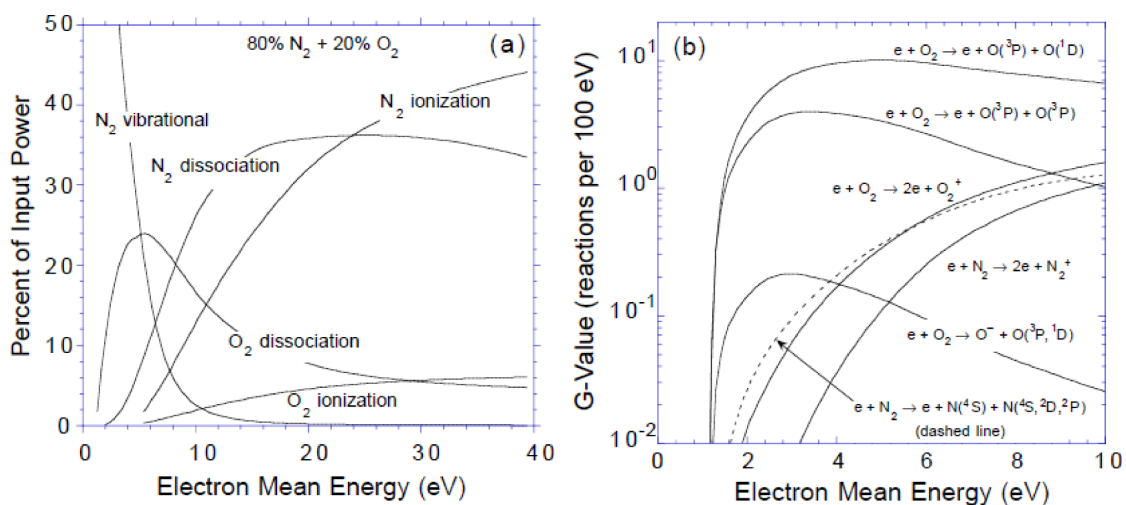 80% N₂ + 20% O₂
(a)
N₂ vibrational
N₂ ionization
N₂ dissociation
O₂ dissociation
O₂ ionization
Percent of Input Power
50
40
30
20
10
0
0
10
20
30
40
Electron Mean Energy (eV)
(b)
e + O₂ → e + O(³P) + O(¹D)
e + O₂ → e + O(³P) + O(³P)
e + O₂ → 2e + O₂⁺
e + N₂ → 2e + N₂⁺
e + O₂ → O⁻ + O(³P, ¹D)
e + N₂ → e + N(⁴S) + N(⁴S,²D,²P)
(dashed line)
G-Value (reactions per 100 eV)
10¹
10⁰
10⁻¹
10⁻²
0
2
4
6
8
10
Electron Mean Energy (eV)